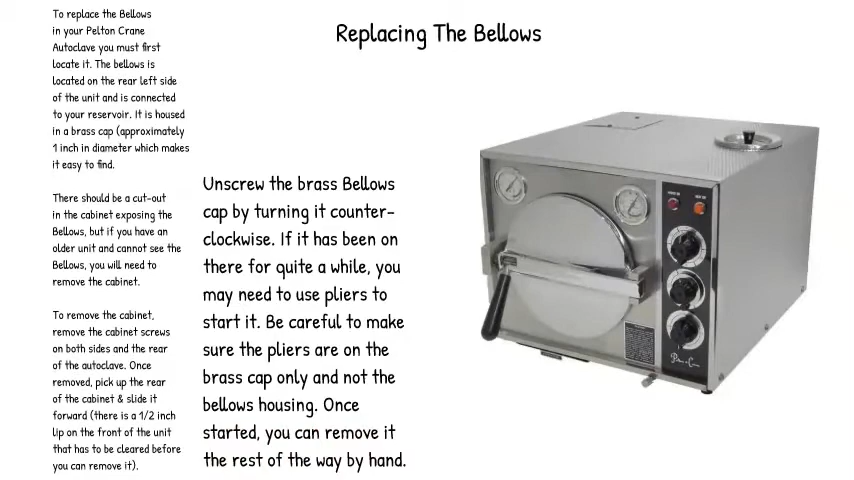 Replacing The Bellows
To replace the Bellows
in your Pelton Crane
Autoclave you must first
locate it. The bellows is
located on the rear left side
of the unit and is connected
to your reservoir. It is housed
in a brass cap (approximately
1 inch in diameter which makes
it easy to find.
There should be a cut-out
in the cabinet exposing the
Bellows, but if you have an
older unit and cannot see the
Bellows, you will need to
remove the cabinet.
To remove the cabinet,
remove the cabinet screws
on both sides and the rear
of the autoclave. Once
removed, pick up the rear
of the cabinet & slide it
forward (there is a 1/2 inch
lip on the front of the unit
that has to be cleared before
you can remove it).
Unscrew the brass Bellows
cap by turning it counter-
clockwise. If it has been on
there for quite a while, you
may need to use pliers to
start it. Be careful to make
sure the pliers are on the
brass cap only and not the
bellows housing. Once
started, you can remove it
the rest of the way by hand.